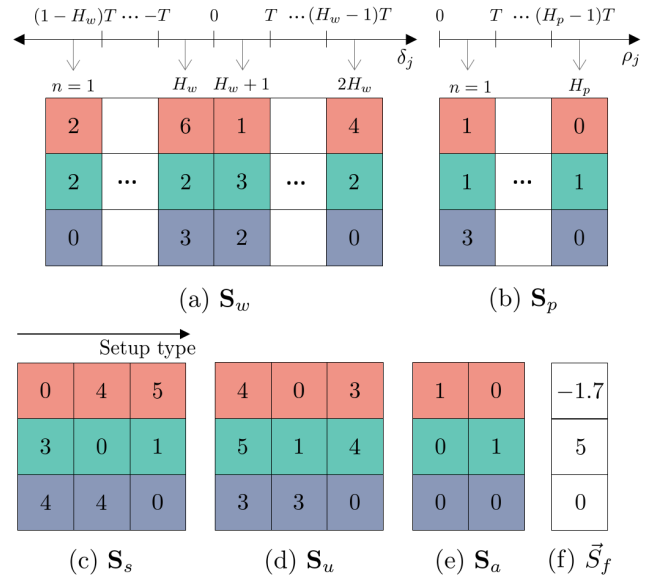 (1 − H_w)T ··· −T 0 T ···(H_w−1)T 0 T ···(H_p−1)T
δ_j ρ_j
n = 1 H_w H_w + 1 2H_w n = 1 H_p
2 6 1 4 1 0
2 ... 2 3 ... 2 1 ... 1
0 3 2 0 3 0
(a) S_w (b) S_p
Setup type
0 4 5 4 0 3 1 0 −1.7
3 0 1 5 1 4 0 1 5
4 4 0 3 3 0 0 0 0
(c) S_s (d) S_u (e) S_a (f) \vec{S}_f